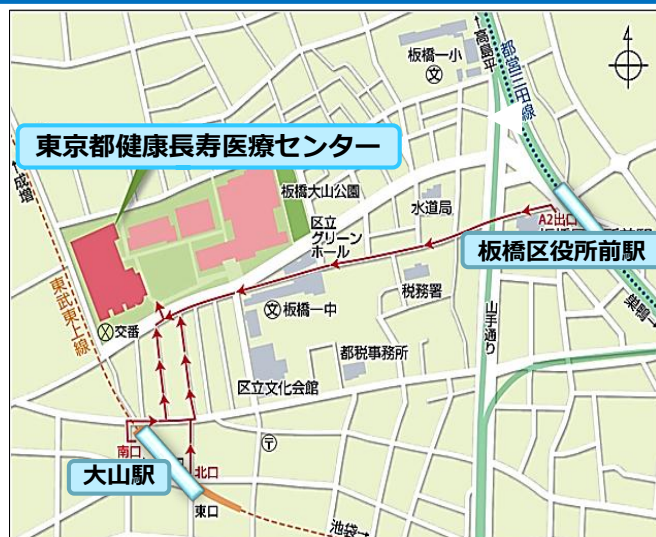 板橋一小
文
←高島平
都営三田線
東京都健康長寿医療センター
←成増
板橋大山公園
水道局
区立
グリーン
ホール
A2出口
板橋区役所前駅
東武東上線
税務署
文 板橋一中
山手通り
巣鴨→
交番
都税事務所
区立文化会館
〒
南口
大山駅
北口
東口
池袋→